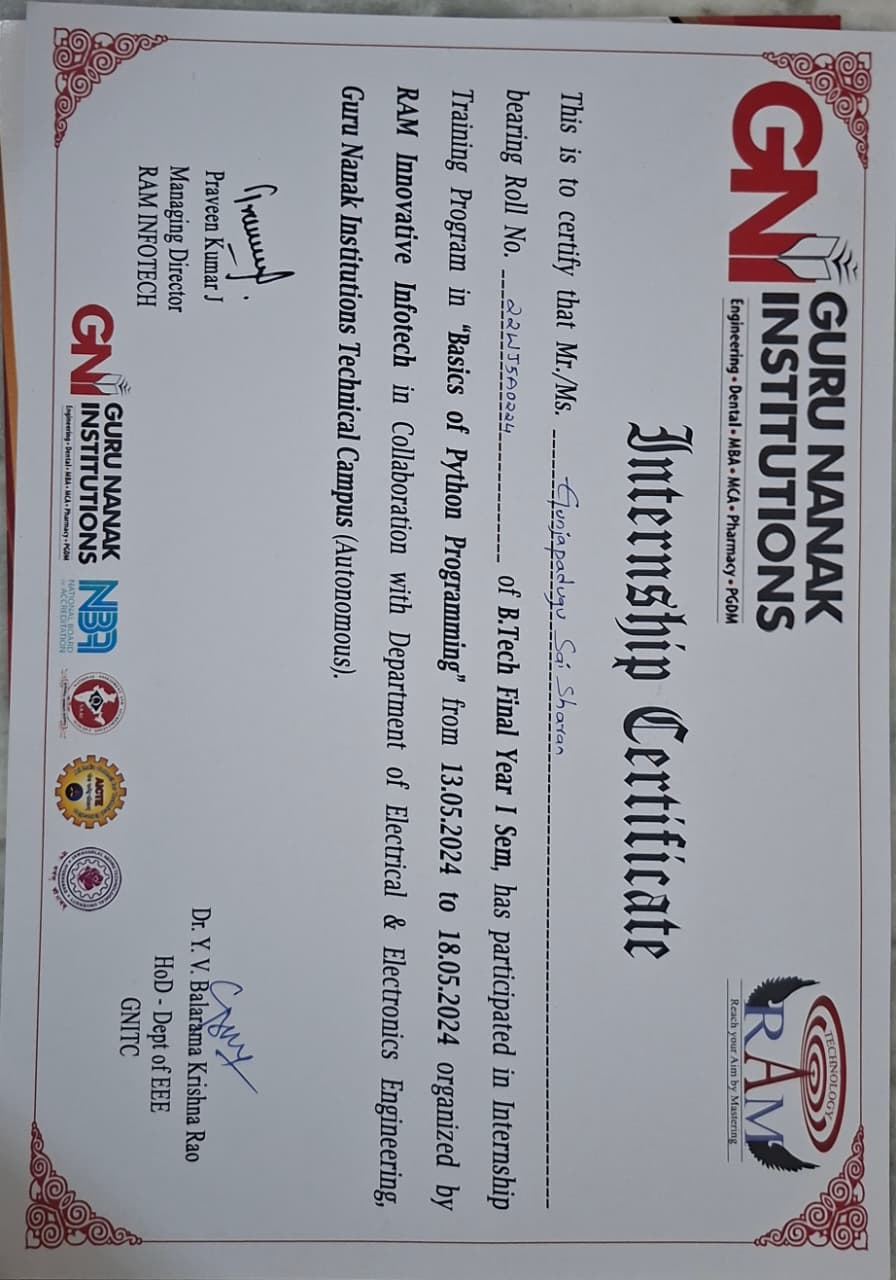 GNI GURU NANAK
INSTITUTIONS
Engineering • Dental • MBA • MCA • Pharmacy • PGDM
TECHNOLOGY
RAM
Reach your Aim by Mastering
Internship Certificate
This is to certify that Mr./Ms. Gunjapadugu Sai Sharan
bearing Roll No. 22WJ5A0224 of B.Tech Final Year I Sem, has participated in Internship
Training Program in “Basics of Python Programming” from 13.05.2024 to 18.05.2024 organized by
RAM Innovative Infotech in Collaboration with Department of Electrical & Electronics Engineering,
Guru Nanak Institutions Technical Campus (Autonomous).
Praveen Kumar J
Managing Director
RAM INFOTECH
Dr. Y. V. Balarama Krishna Rao
HoD - Dept of EEE
GNITC
GNI GURU NANAK
INSTITUTIONS
Engineering • Dental • MBA • MCA • Pharmacy • PGDM
NBA
NATIONAL BOARD
of ACCREDITATION
AICTE